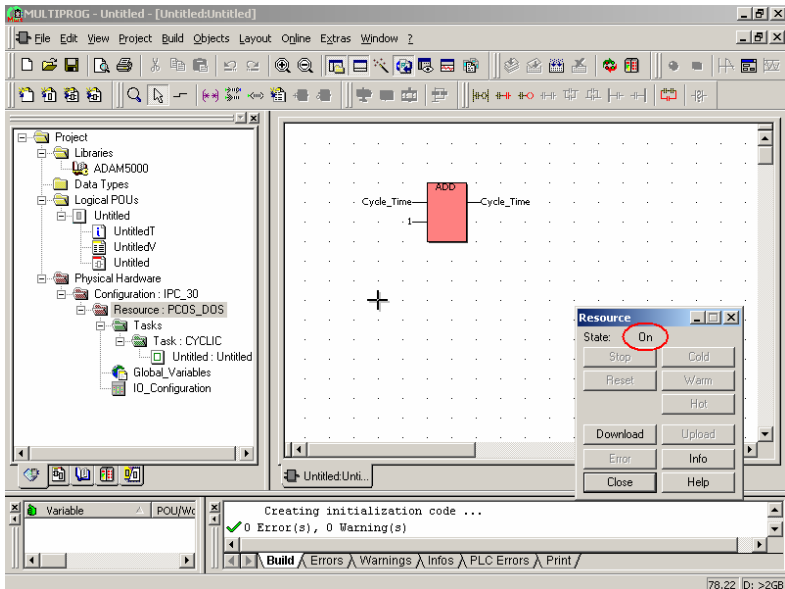 MULTIPROG - Untitled - [Untitled:Untitled]
File Edit View Project Build Objects Layout Online Extras Window ?
Project
Libraries
ADAM5000
Data Types
Logical POUs
Untitled
UntitledT
UntitledV
Untitled
Physical Hardware
Configuration : IPC_30
Resource : PCOS_DOS
Tasks
Task : CYCLIC
Untitled : Untitled
Global_Variables
IO_Configuration
ADD
Cycle_Time
Cycle_Time
1
Untitled:Unti...
Resource
State: On
Stop Cold
Reset Warm
Hot
Download Upload
Error Info
Close Help
Variable POU/Wo
Creating initialization code ...
0 Error(s), 0 Warning(s)
Build Errors Warnings Infos PLC Errors Print
78,22 D: >2GB